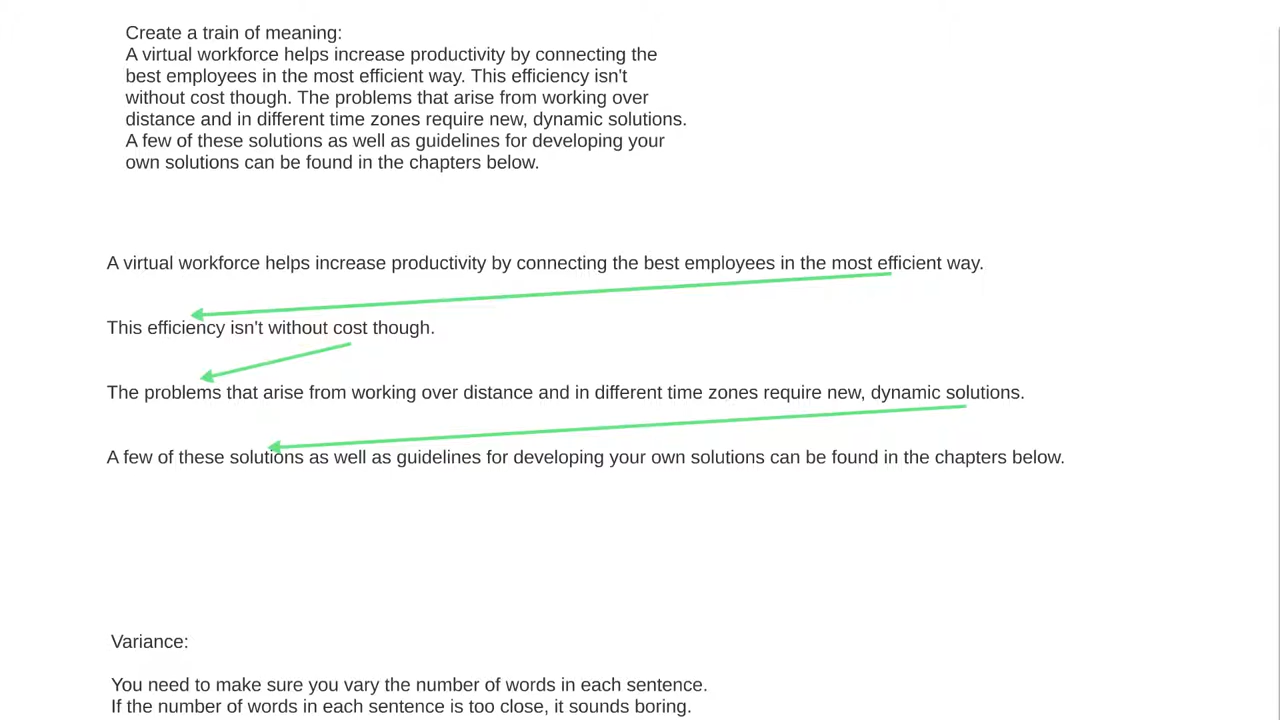 Create a train of meaning:
A virtual workforce helps increase productivity by connecting the
best employees in the most efficient way. This efficiency isn't
without cost though. The problems that arise from working over
distance and in different time zones require new, dynamic solutions.
A few of these solutions as well as guidelines for developing your
own solutions can be found in the chapters below.
A virtual workforce helps increase productivity by connecting the best employees in the most efficient way.
This efficiency isn't without cost though.
The problems that arise from working over distance and in different time zones require new, dynamic solutions.
A few of these solutions as well as guidelines for developing your own solutions can be found in the chapters below.
Variance:
You need to make sure you vary the number of words in each sentence.
If the number of words in each sentence is too close, it sounds boring.